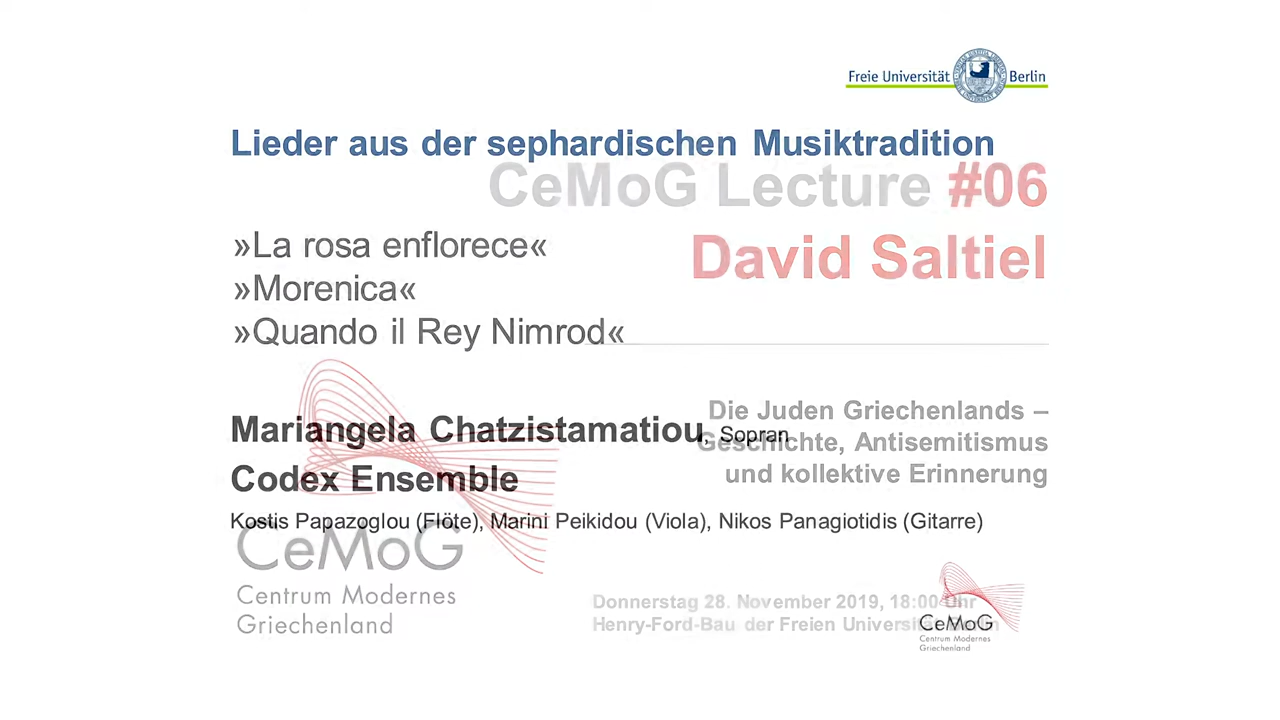 Freie Universität Berlin
Lieder aus der sephardischen Musiktradition
CeMoG Lecture #06
»La rosa enflorece«
David Saltiel
»Morenica«
»Quando il Rey Nimrod«
Mariangela Chatzistamatiou, Sopran
Die Juden Griechenlands –
Geschichte, Antisemitismus
und kollektive Erinnerung
Codex Ensemble
Kostis Papazoglou (Flöte), Marini Peikidou (Viola), Nikos Panagiotidis (Gitarre)
CeMoG
Centrum Modernes
Griechenland
Donnerstag 28. November 2019, 18:00 Uhr
Henry-Ford-Bau der Freien Universität Berlin
CeMoG
Centrum Modernes
Griechenland